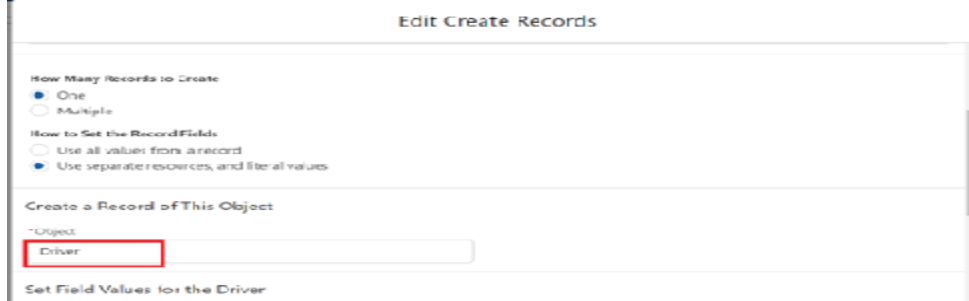 Edit Create Records
How Many Records to Create
One
Multiple
How to Set the Record Fields
Use all values from a record
Use separate resources, and literal values
Create a Record of This Object
*Object
Driver
Set Field Values for the Driver